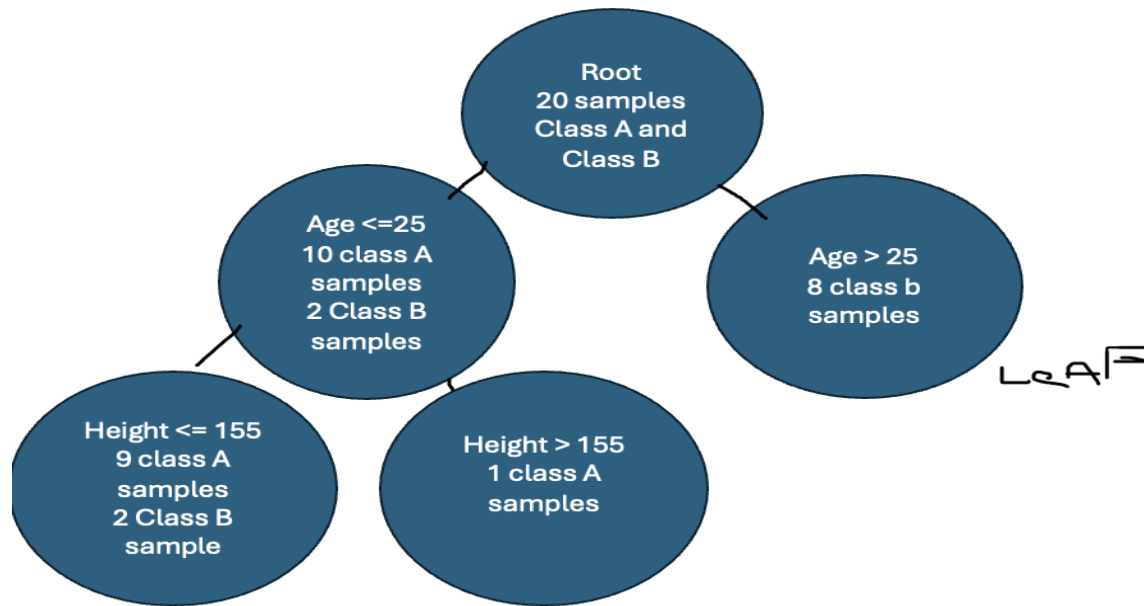 Root
20 samples
Class A and
Class B
Age <=25
10 class A
samples
2 Class B
samples
Age > 25
8 class b
samples
LeAF
Height <= 155
9 class A
samples
2 Class B
sample
Height > 155
1 class A
samples